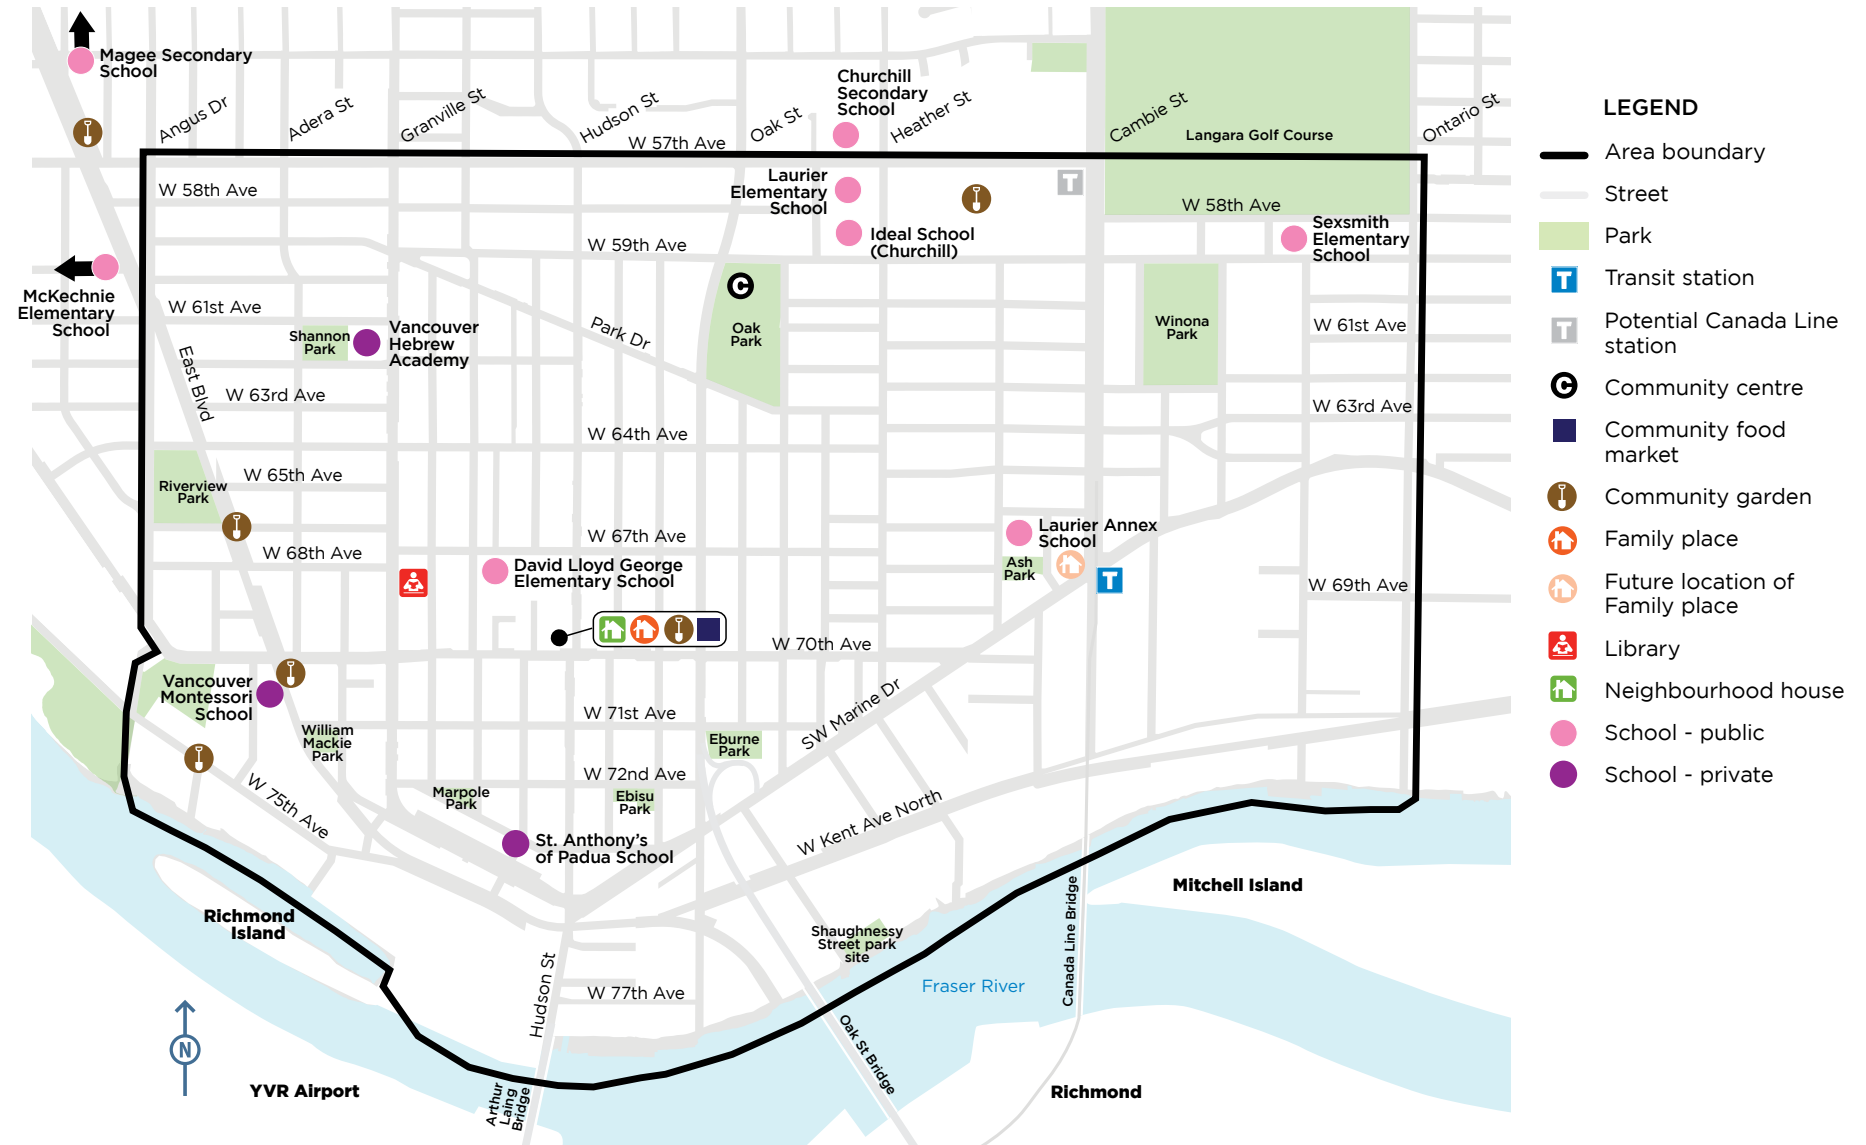 Magee Secondary
School
Angus Dr
Adera St
Granville St
Hudson St
Oak St
Churchill
Secondary
School
Heather St
Cambie St
Langara Golf Course
Ontario St
W 57th Ave
W 58th Ave
Laurier
Elementary
School
T
W 58th Ave
Ideal School
(Churchill)
Sexsmith
Elementary
School
W 59th Ave
McKechnie
Elementary
School
C
W 61st Ave
Shannon
Park
Vancouver
Hebrew
Academy
Park Dr
Oak
Park
Winona
Park
W 61st Ave
East Blvd
W 63rd Ave
W 63rd Ave
W 64th Ave
W 65th Ave
Riverview
Park
W 67th Ave
Laurier Annex
School
W 68th Ave
David Lloyd George
Elementary School
Ash
Park
T
W 69th Ave
W 70th Ave
Vancouver
Montessori
School
SW Marine Dr
W 71st Ave
William
Mackie
Park
Eburne
Park
W 72nd Ave
W 75th Ave
Marpole
Park
Ebisu
Park
W Kent Ave North
St. Anthony's
of Padua School
Mitchell Island
Richmond
Island
Shaughnessy
Street park
site
Canada Line Bridge
Hudson St
W 77th Ave
Fraser River
Oak St Bridge
N
YVR Airport
Arthur
Laing
Bridge
Richmond
LEGEND
Area boundary
Street
Park
T
Transit station
T
Potential Canada Line
station
C
Community centre
Community food
market
Community garden
Family place
Future location of
Family place
Library
Neighbourhood house
School - public
School - private